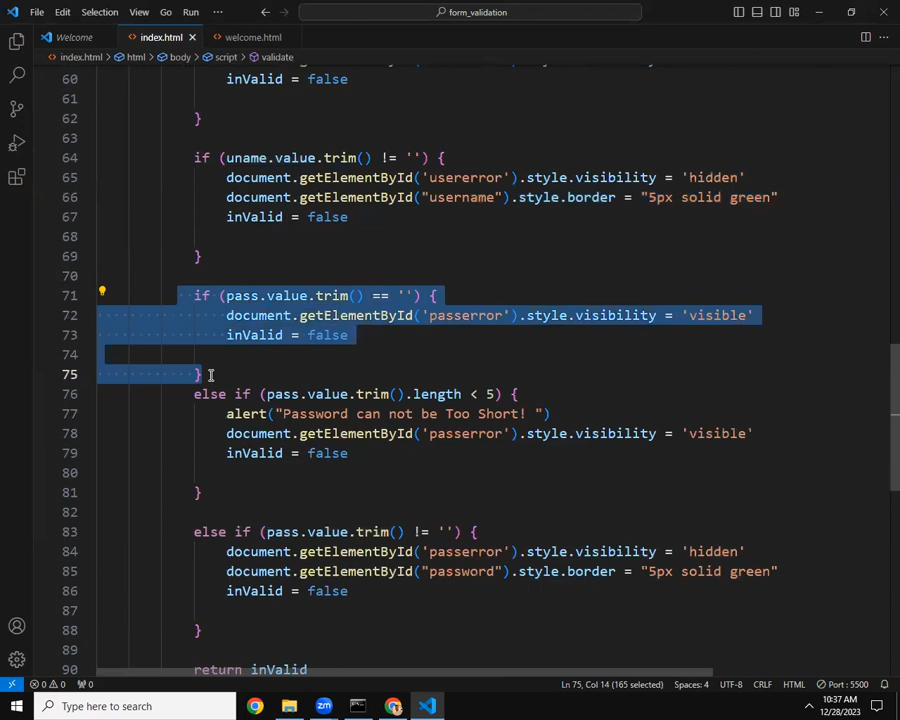 File Edit Selection View Go Run ··· form_validation
Welcome index.html welcome.html ···
index.html > html > body > script > validate
60 inValid = false
61
62 }
63
64 if (uname.value.trim() != '') {
65 document.getElementById('usererror').style.visibility = 'hidden'
66 document.getElementById("username").style.border = "5px solid green"
67 inValid = false
68
69 }
70
71 if (pass.value.trim() == '') {
72 document.getElementById('passerror').style.visibility = 'visible'
73 inValid = false
74
75 }
76 else if (pass.value.trim().length < 5) {
77 alert("Password can not be Too Short! ")
78 document.getElementById('passerror').style.visibility = 'visible'
79 inValid = false
80
81 }
82
83 else if (pass.value.trim() != '') {
84 document.getElementById('passerror').style.visibility = 'hidden'
85 document.getElementById("password").style.border = "5px solid green"
86 inValid = false
87
88 }
89
90 return inValid
0 0 0 Ln 75, Col 14 (165 selected) Spaces: 4 UTF-8 CRLF HTML Port : 5500
Type here to search 10:37 AM
12/28/2023